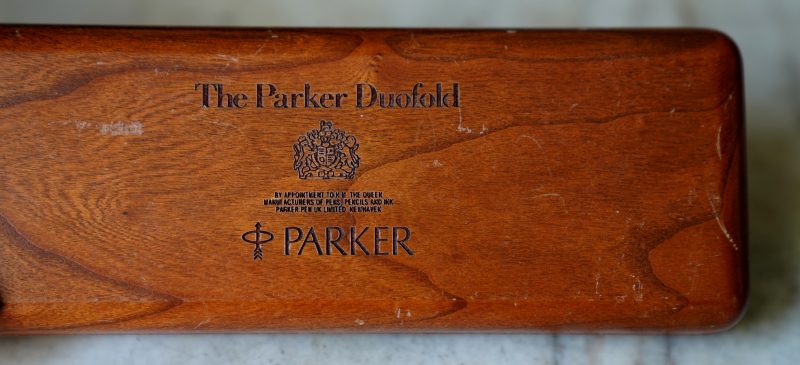 The Parker Duofold
BY APPOINTMENT TO H.M. THE QUEEN
MANUFACTURERS OF PENS, PENCILS AND INK
PARKER PEN UK LIMITED, NEWHAVEN
PARKER